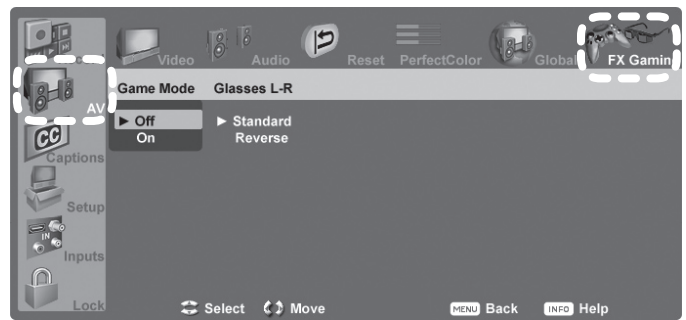 Video Audio Reset PerfectColor Global FX Gamin
AV
Game Mode Glasses L-R
Off Standard
On Reverse
CC
Captions
Setup
IN
Inputs
Lock
Select Move MENU Back INFO Help